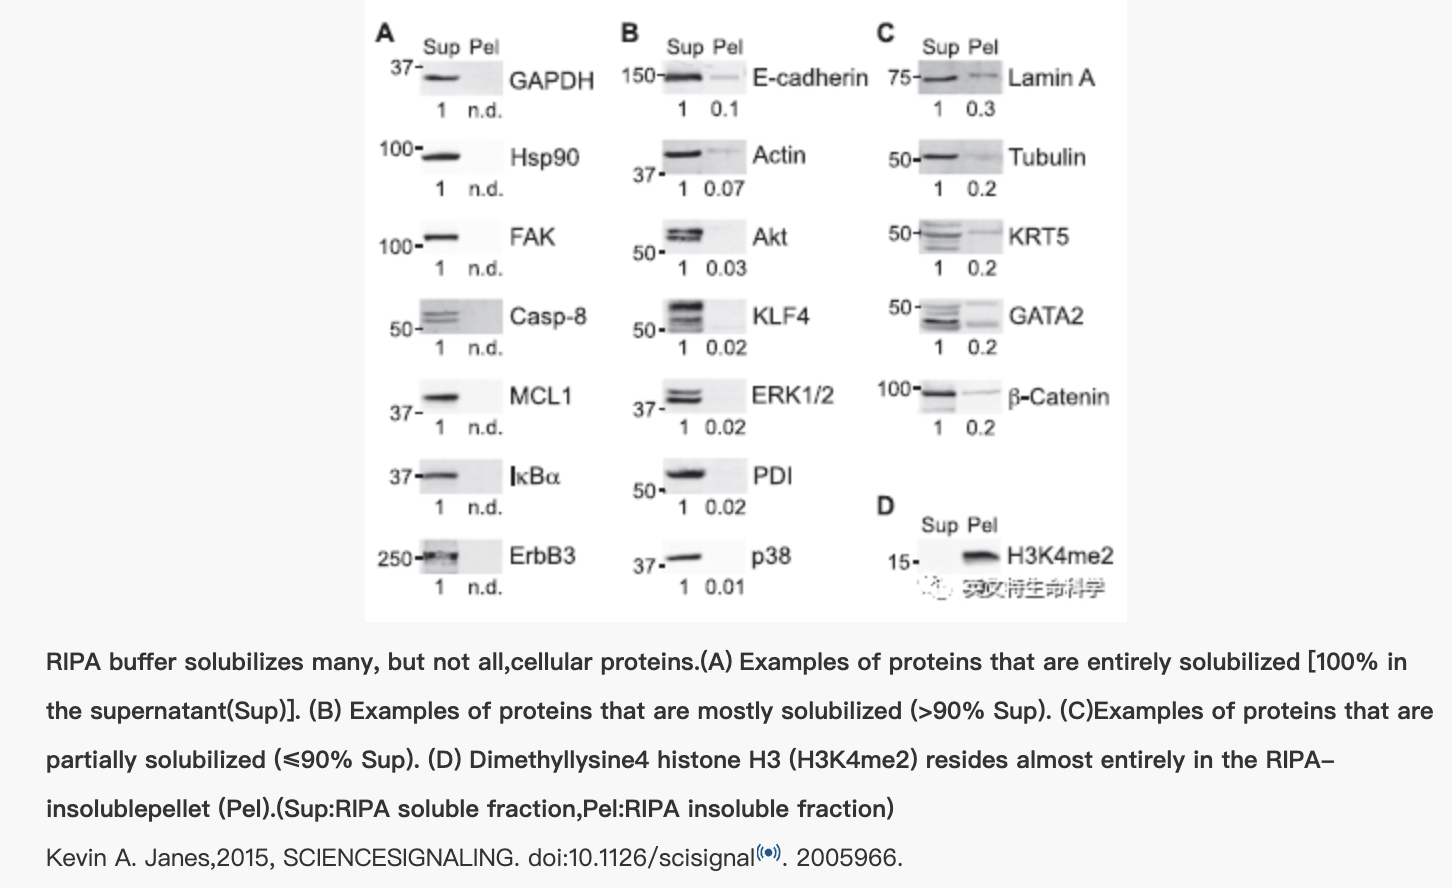 A
Sup Pel
37
GAPDH
1 n.d.
100
Hsp90
1 n.d.
100
FAK
1 n.d.
50
Casp-8
1 n.d.
37
MCL1
1 n.d.
37
IκBα
1 n.d.
250
ErbB3
1 n.d.
B
Sup Pel
150
E-cadherin
1 0.1
37
Actin
1 0.07
50
Akt
1 0.03
50
KLF4
1 0.02
37
ERK1/2
1 0.02
50
PDI
1 0.02
37
p38
1 0.01
C
Sup Pel
75
Lamin A
1 0.3
50
Tubulin
1 0.2
50
KRT5
1 0.2
50
GATA2
1 0.2
100
β-Catenin
1 0.2
D
Sup Pel
15
H3K4me2
英文特生命科学
RIPA buffer solubilizes many, but not all,cellular proteins.(A) Examples of proteins that are entirely solubilized [100% in
the supernatant(Sup)]. (B) Examples of proteins that are mostly solubilized (>90% Sup). (C)Examples of proteins that are
partially solubilized (≤90% Sup). (D) Dimethyllysine4 histone H3 (H3K4me2) resides almost entirely in the RIPA-
insolublepellet (Pel).(Sup:RIPA soluble fraction,Pel:RIPA insoluble fraction)
Kevin A. Janes,2015, SCIENCESIGNALING. doi:10.1126/scisignal. 2005966.